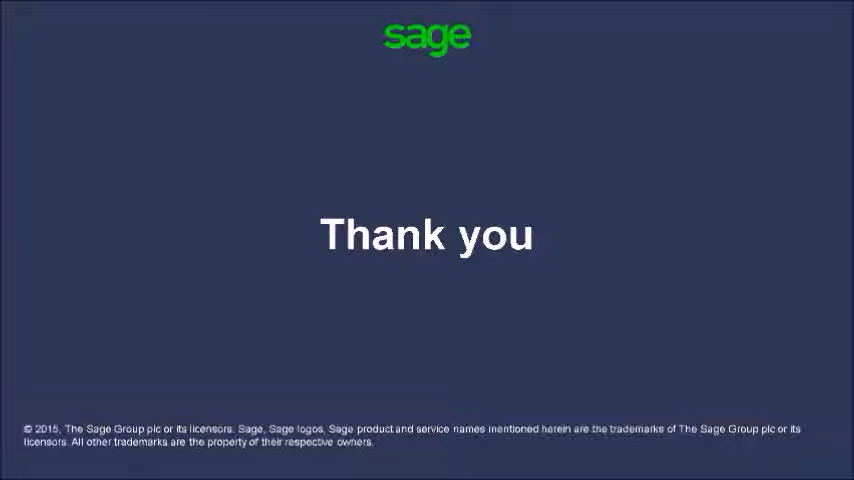 sage
Thank you
© 2015, The Sage Group plc or its licensors. Sage, Sage logos, Sage product and service names mentioned herein are the trademarks of The Sage Group plc or its
licensors. All other trademarks are the property of their respective owners.